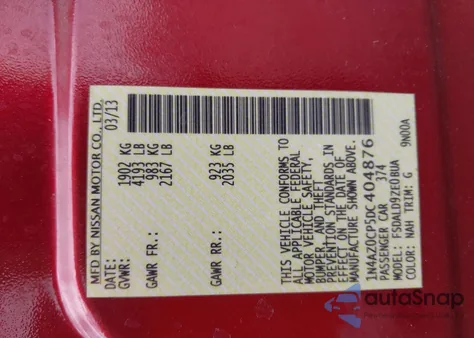 MFD BY NISSAN MOTOR CO., LTD.
DATE: 03/13
GVWR: 1902 KG
4193 LB
GAWR FR: 983 KG
2167 LB
GAWR RR: 923 KG
2035 LB
THIS VEHICLE CONFORMS TO
ALL APPLICABLE FEDERAL
MOTOR VEHICLE SAFETY,
BUMPER, AND THEFT
PREVENTION STANDARDS IN
EFFECT ON THE DATE OF
MANUFACTURE SHOWN ABOVE.
1N4AZ0CP5DC404876
PASSENGER CAR 374
MODEL: FSDALD9ZE0BUA
COLOR: NAH TRIM: G 9N00A
autoSnap